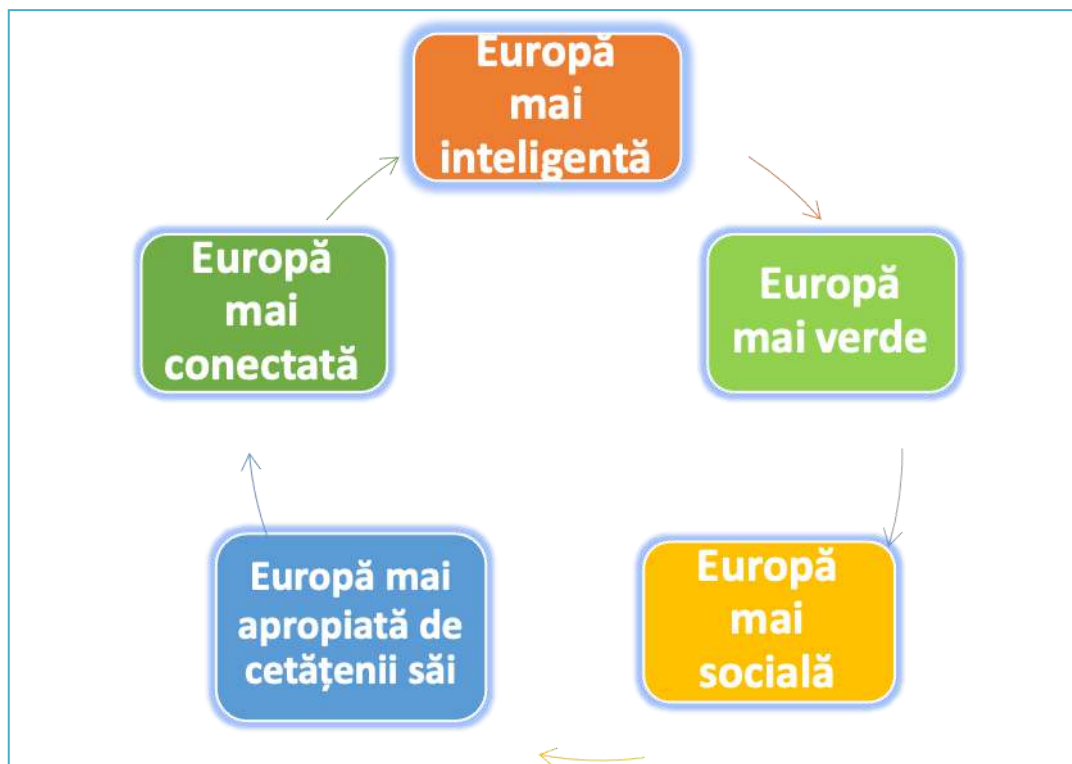 Europă
mai
inteligentă
Europă
mai verde
Europă
mai
socială
Europă mai
apropiată de
cetățenii săi
Europă
mai
conectată